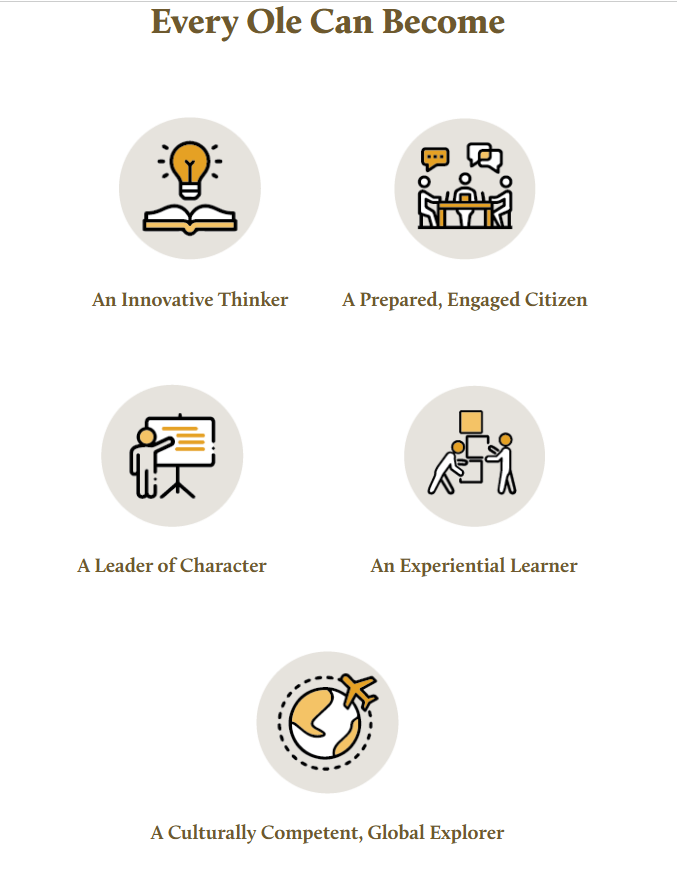 Every Ole Can Become
An Innovative Thinker
A Prepared, Engaged Citizen
A Leader of Character
An Experiential Learner
A Culturally Competent, Global Explorer